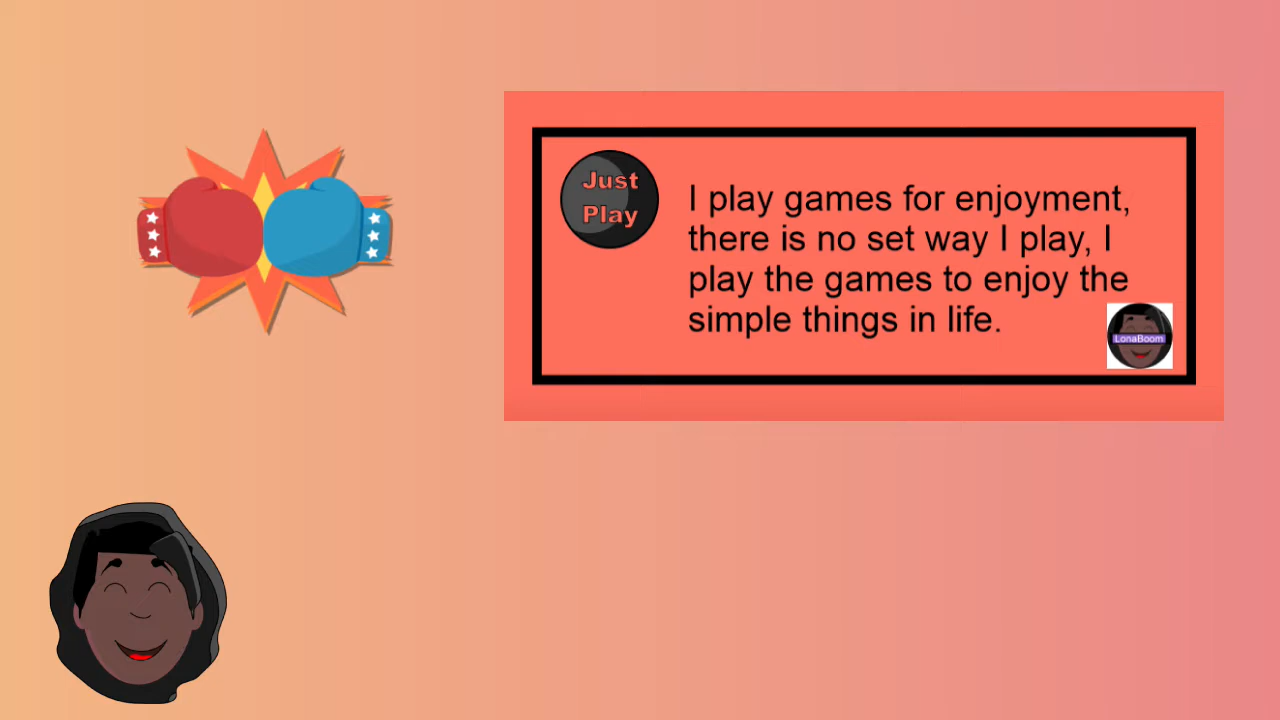 Just
Play
I play games for enjoyment,
there is no set way I play, I
play the games to enjoy the
simple things in life.
LonaBoom